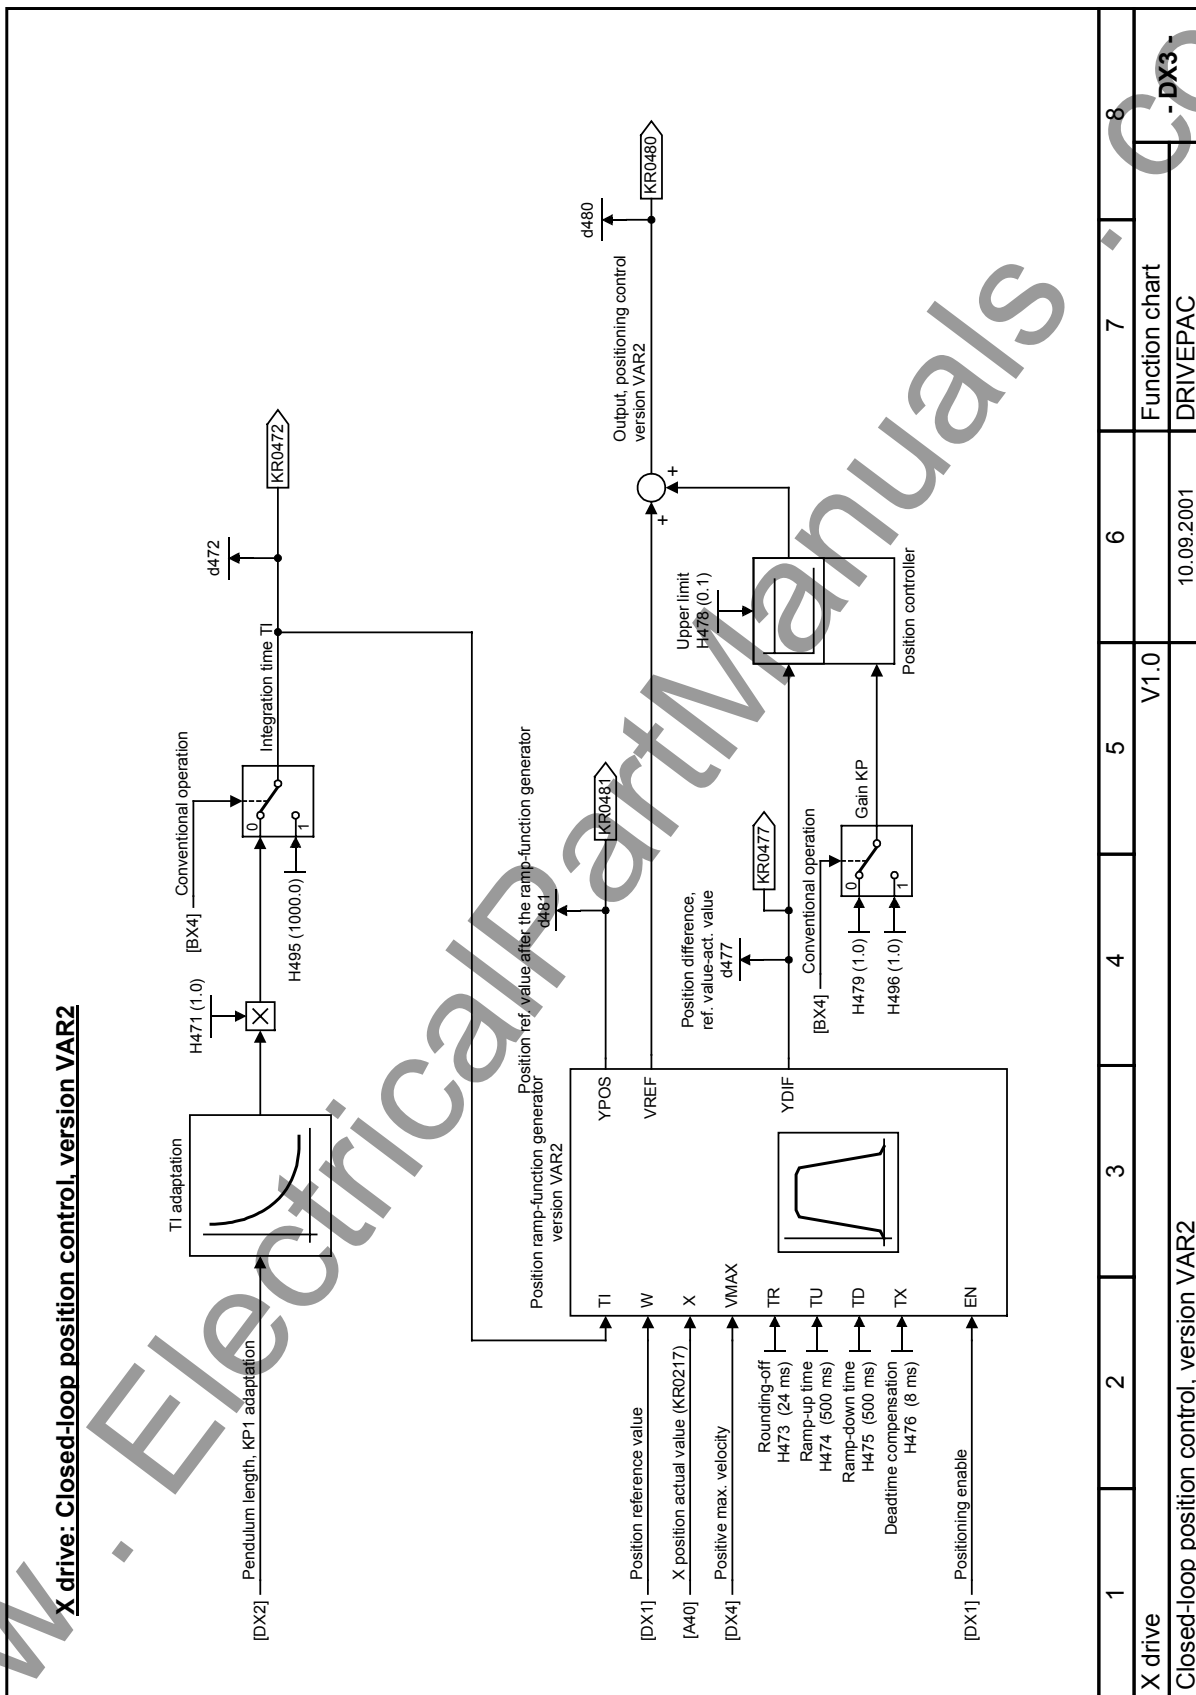 X drive: Closed-loop position control, version VAR2
[DX2]
Pendulum length, KP1 adaptation
TI adaptation
H471 (1.0)
[BX4]
Conventional operation
0
1
H495 (1000.0)
Integration time TI
d472
KR0472
Position ramp-function generator
version VAR2
Position ref. value after the ramp-function generator
d481
KR0481
[DX1]
Position reference value
[A40]
X position actual value (KR0217)
[DX4]
Positive max. velocity
Rounding-off
H473 (24 ms)
Ramp-up time
H474 (500 ms)
Ramp-down time
H475 (500 ms)
Deadtime compensation
H476 (8 ms)
[DX1]
Positioning enable
TI
W
X
VMAX
TR
TU
TD
TX
EN
YPOS
VREF
YDIF
Position difference,
ref. value-act. value
d477
KR0477
[BX4]
Conventional operation
H479 (1.0)
0
H496 (1.0)
1
Gain KP
Upper limit
H478 (0.1)
Position controller
+
+
Output, positioning control
version VAR2
d480
KR0480
1
2
3
4
5
6
7
8
X drive
V1.0
Function chart
- DX3 -
Closed-loop position control, version VAR2
10.09.2001
DRIVEPAC
w . ElectricalPartManuals . co